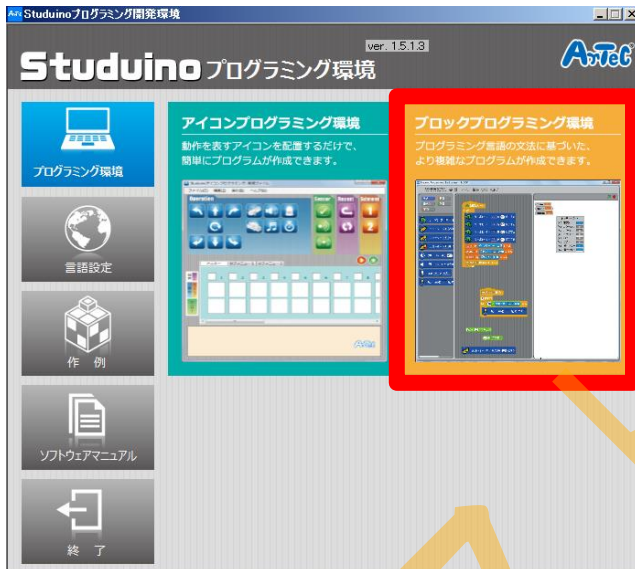 Studuinoプログラミング開発環境
Studuino プログラミング環境
ver. 1.5.1.3
ArTeC
プログラミング環境
言語設定
作 例
ソフトウェアマニュアル
終 了
アイコンプログラミング環境
動作を表すアイコンを配置するだけで、
簡単にプログラムが作成できます。
ブロックプログラミング環境
プログラミング言語の文法に基づいた、
より複雑なプログラムが作成できます。